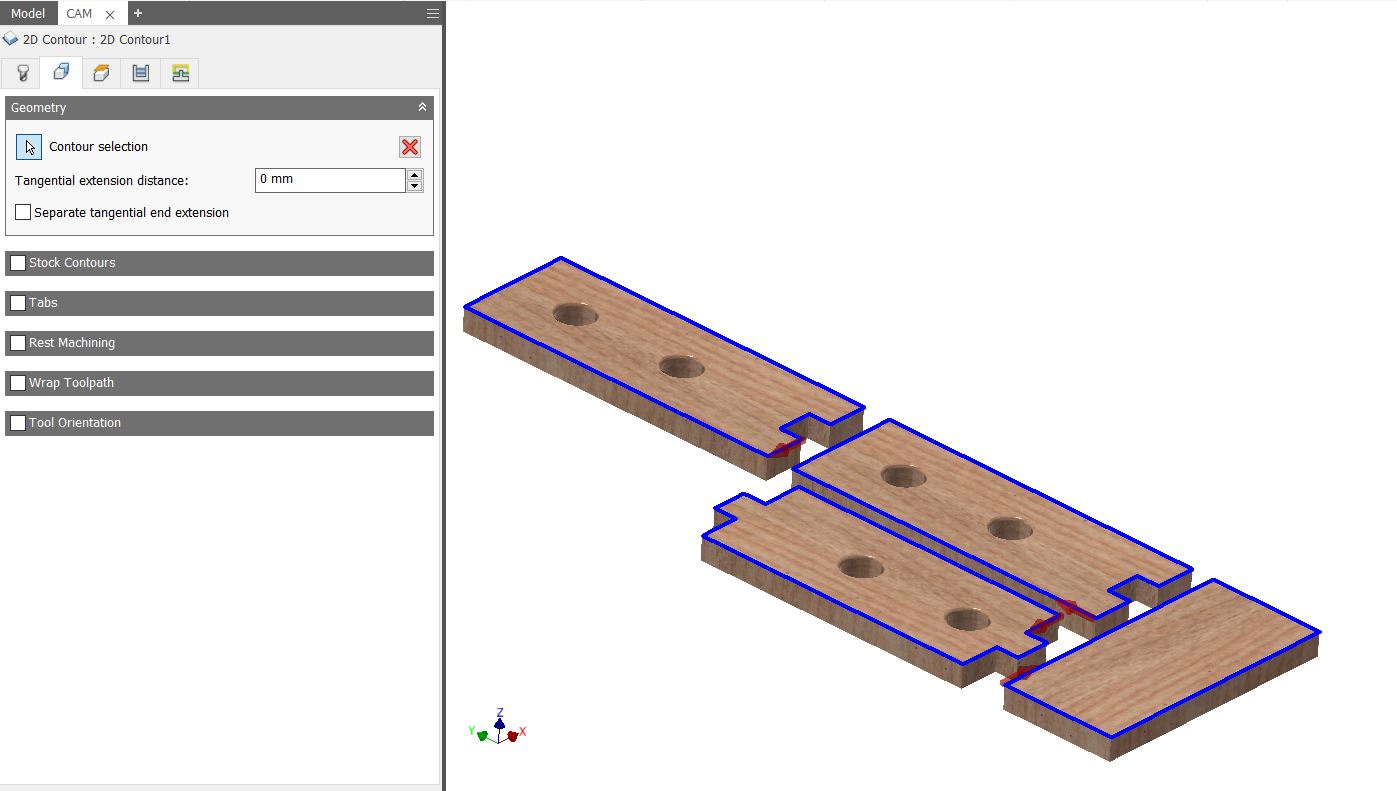 Model
CAM
2D Contour : 2D Contour1
Geometry
Contour selection
Tangential extension distance:
0 mm
Separate tangential end extension
Stock Contours
Tabs
Rest Machining
Wrap Toolpath
Tool Orientation
Z
Y
X